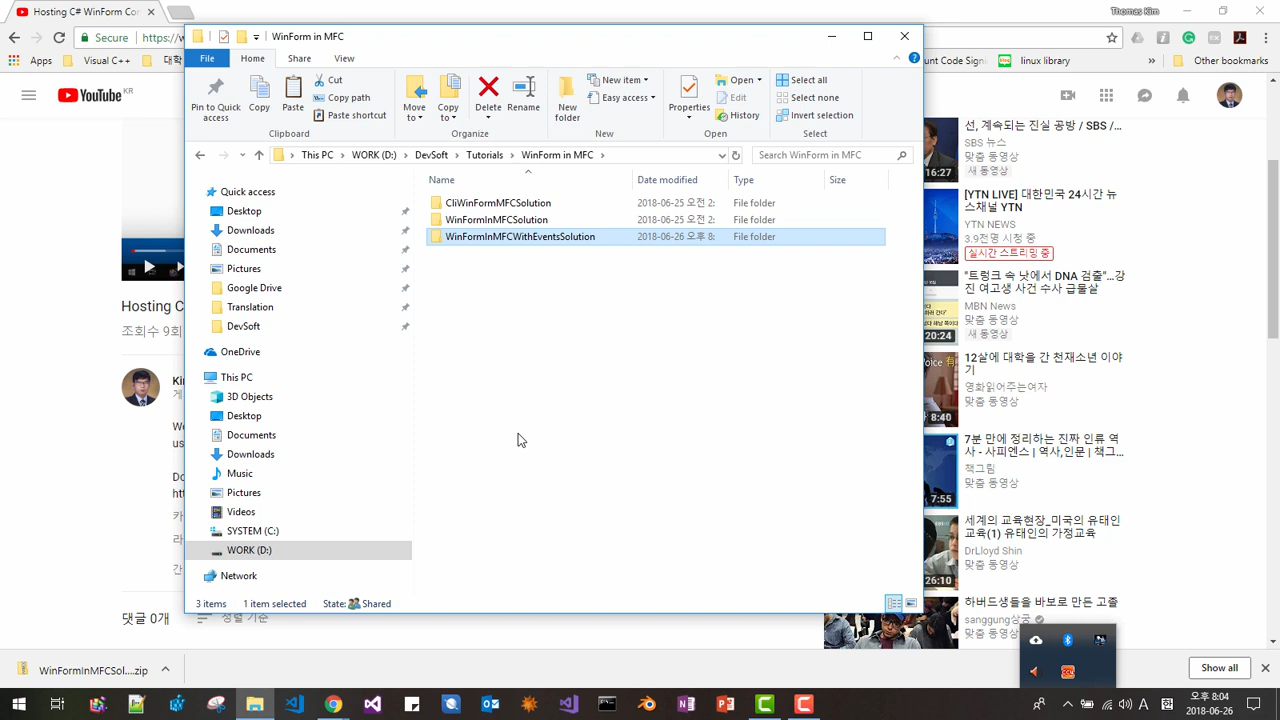 Hosting C# WinForm Cor
Thomas Kim
Secure
https://w
Apps
Visual C++
대학
ount Code Signi
linux library
Other bookmarks
YouTube KR
WinForm in MFC
File
Home
Share
View
Pin to Quick access
Copy
Paste
Cut
Copy path
Paste shortcut
Clipboard
Move to
Copy to
Delete
Rename
Organize
New folder
New item
Easy access
New
Properties
Open
Edit
History
Open
Select all
Select none
Invert selection
Select
This PC > WORK (D:) > DevSoft > Tutorials > WinForm in MFC >
Search WinForm in MFC
Name
Date modified
Type
Size
CliWinFormMFCSolution 2018-06-25 오전 2: File folder
WinFormInMFCSolution 2018-06-25 오전 2: File folder
WinFormInMFCWithEventsSolution 2018-06-26 오후 8: File folder
Quick access
Desktop
Downloads
Documents
Pictures
Google Drive
Translation
DevSoft
OneDrive
This PC
3D Objects
Desktop
Documents
Downloads
Music
Pictures
Videos
SYSTEM (C:)
WORK (D:)
Network
3 items
1 item selected
State:
Shared
Hosting C
조회수 9회
Kin
게
We
us
Do
htt
카
라
간
댓글 0개
정렬 기준
선, 계속되는 진실 공방 / SBS /...
SBS 뉴스
맞춤 동영상
새 동영상
16:27
[YTN LIVE] 대한민국 24시간 뉴
스채널 YTN
YTN NEWS
3.9천명 시청 중
실시간 스트리밍 중
"트렁크 속 낫에서 DNA 검출"...강
진 여고생 사건 수사 급물살
MBN News
맞춤 동영상
새 동영상
20:24
12살에 대학을 간 천재소년 이야
기
영화읽어주는여자
맞춤 동영상
8:40
7분 만에 정리하는 진짜 인류 역
사 - 사피엔스 | 역사,인문 | 책그...
책그림
맞춤 동영상
7:55
세계의 교육현장_미국의 유태인
교육(1) 유태인의 가정교육
DrLloyd Shin
맞춤 동영상
26:10
하버드생들을 바보로 만든 고졸
sanggung상궁
맞춤 동영상
WinFormInMFCSol....zip
Show all
오후 8:04
2018-06-26